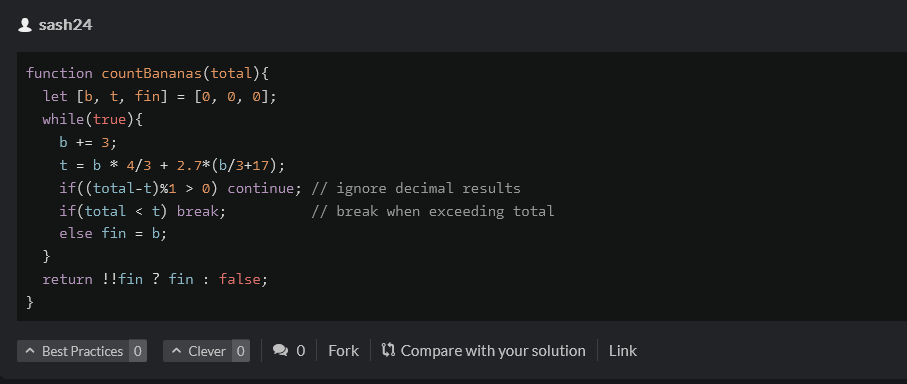 sash24
function countBananas(total){
  let [b, t, fin] = [0, 0, 0];
  while(true){
    b += 3;
    t = b * 4/3 + 2.7*(b/3+17);
    if((total-t)%1 > 0) continue; // ignore decimal results
    if(total < t) break;          // break when exceeding total
    else fin = b;
  }
  return !!fin ? fin : false;
}
Best Practices 0 Clever 0 0 Fork Compare with your solution Link